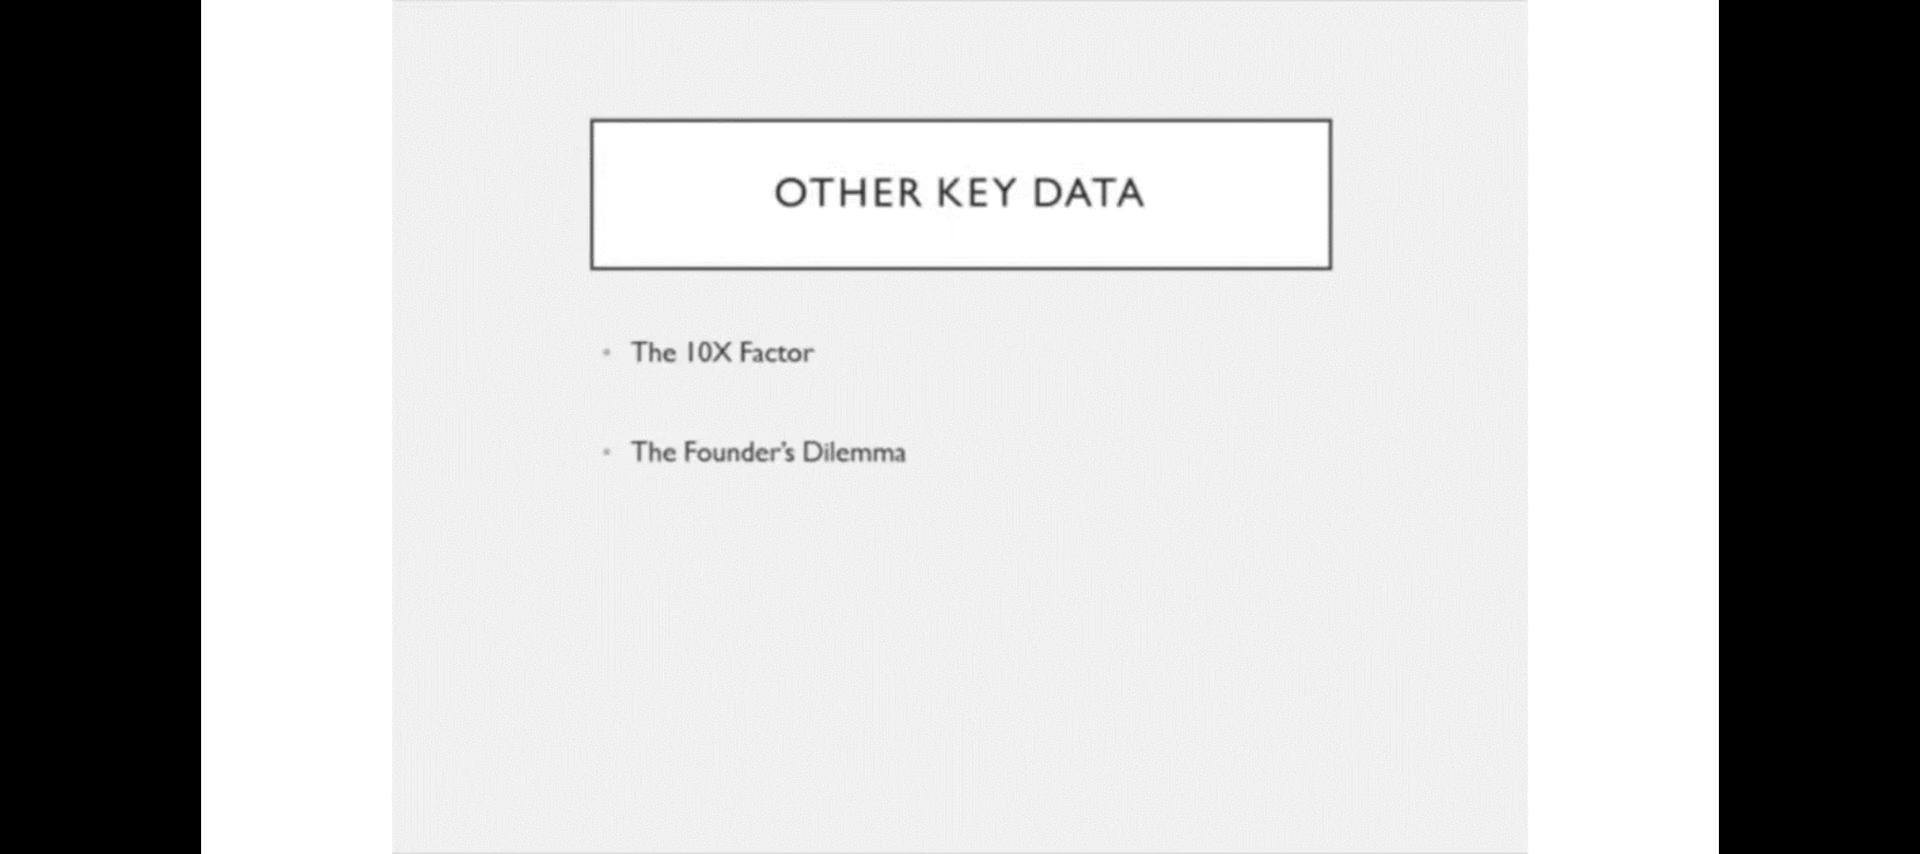 OTHER KEY DATA
• The 10X Factor
• The Founder’s Dilemma